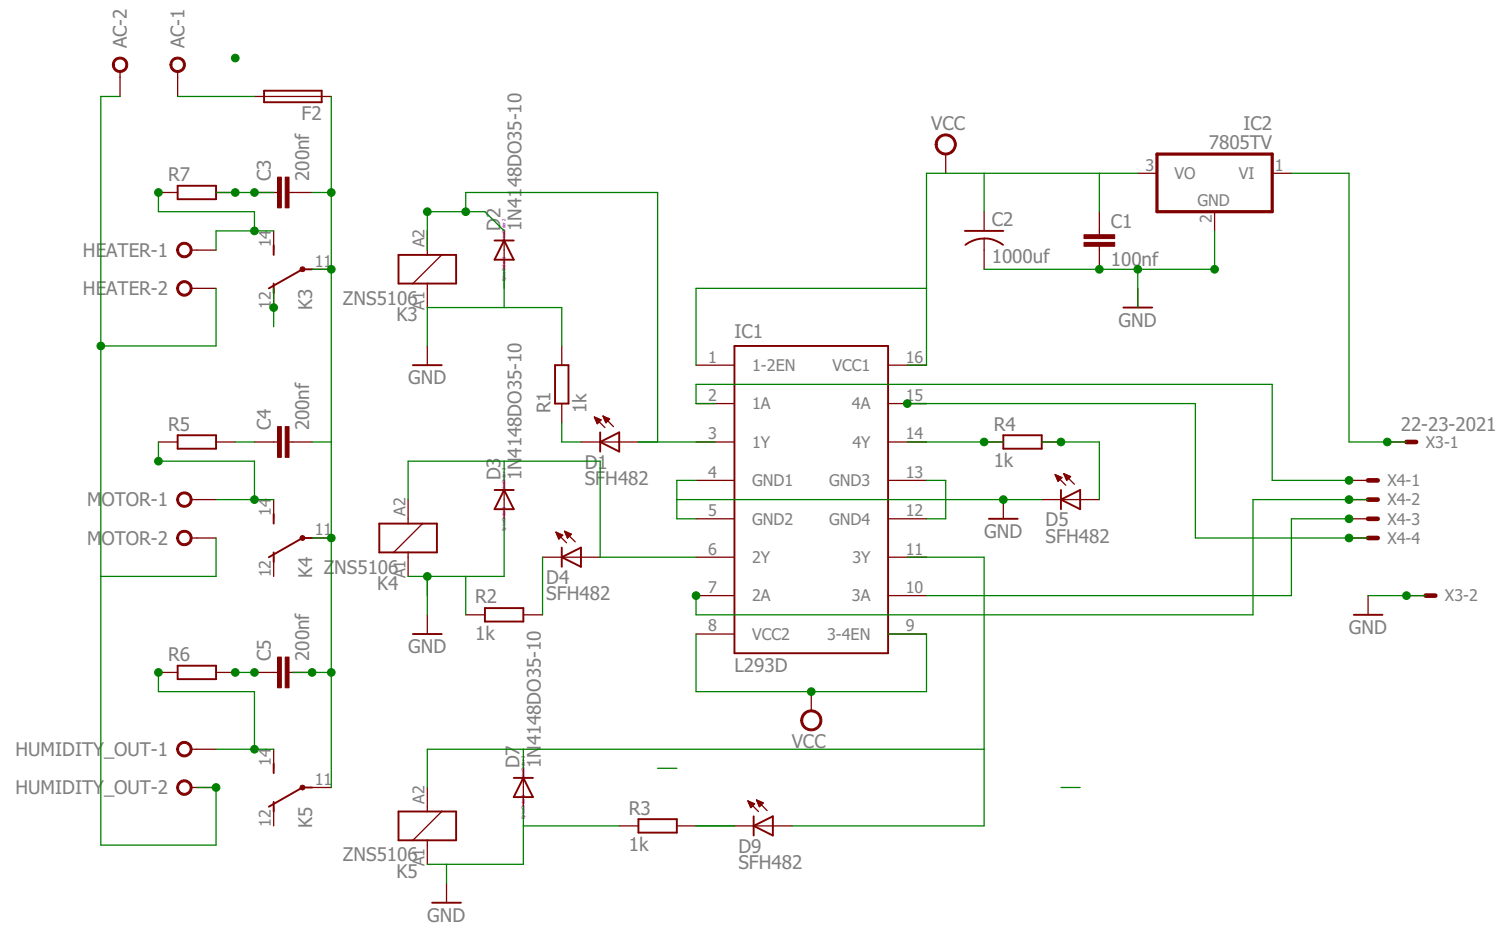 AC-2
AC-1
F2
R7
C3
200nf
HEATER-1
HEATER-2
14
11
12
K3
R5
C4
200nf
MOTOR-1
MOTOR-2
14
11
12
K4
R6
C5
200nf
HUMIDITY_OUT-1
HUMIDITY_OUT-2
14
11
12
K5
A2
A1
ZNS5106
K3
D2
1N4148DO35-10
GND
R1
1k
D1
SFH482
A2
A1
ZNS5106
K4
D3
1N4148DO35-10
GND
R2
1k
D4
SFH482
A2
A1
ZNS5106
K5
D7
1N4148DO35-10
GND
R3
1k
D9
SFH482
IC1
1 1-2EN VCC1 16
2 1A 4A 15
3 1Y 4Y 14
4 GND1 GND3 13
5 GND2 GND4 12
6 2Y 3Y 11
7 2A 3A 10
8 VCC2 3-4EN 9
L293D
VCC
VCC
C2
1000uf
C1
100nf
GND
IC2
7805TV
3 VO VI 1
GND
2
R4
1k
D5
SFH482
GND
22-23-2021
X3-1
X4-1
X4-2
X4-3
X4-4
X3-2
GND